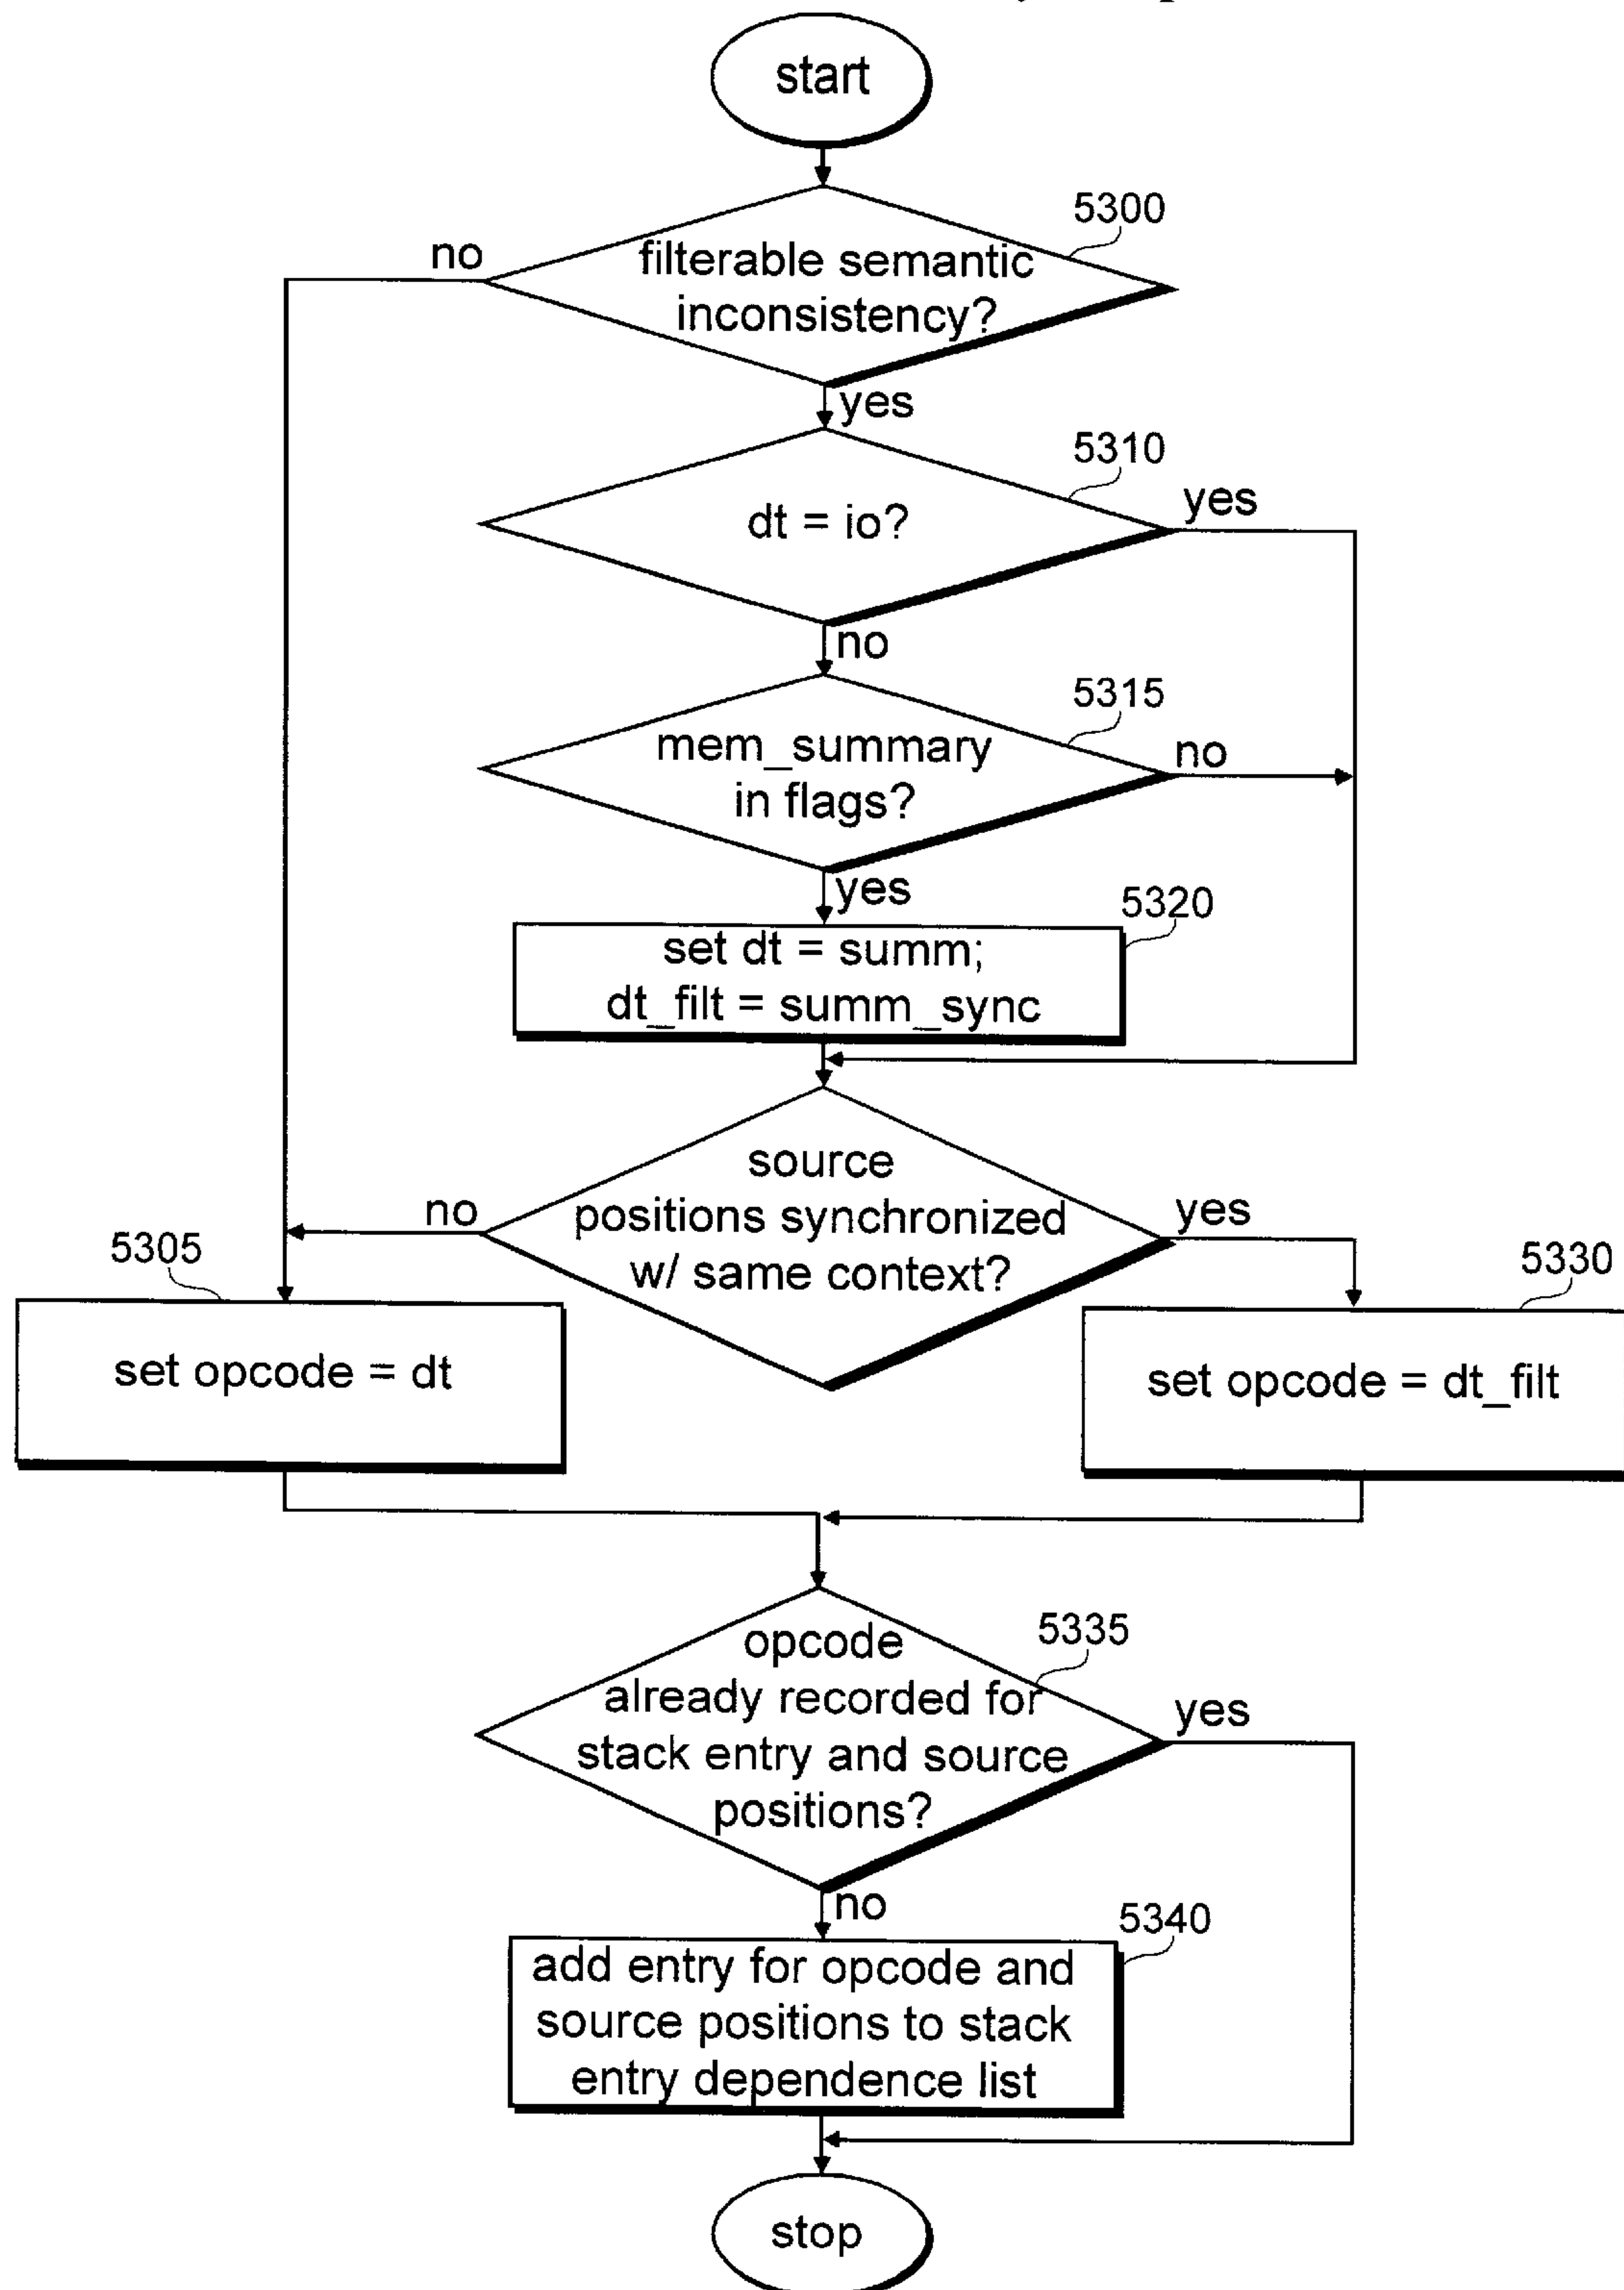 start
5300
no
filterable semantic
inconsistency?
yes
5310
yes
dt = io?
no
5315
mem_summary
no
in flags?
yes
5320
set dt = summ;
dt_filt = summ_sync
source
no
positions synchronized
yes
w/ same context?
5305
5330
set opcode = dt
set opcode = dt_filt
opcode
5335
already recorded for
yes
stack entry and source
positions?
no
5340
add entry for opcode and
source positions to stack
entry dependence list
stop